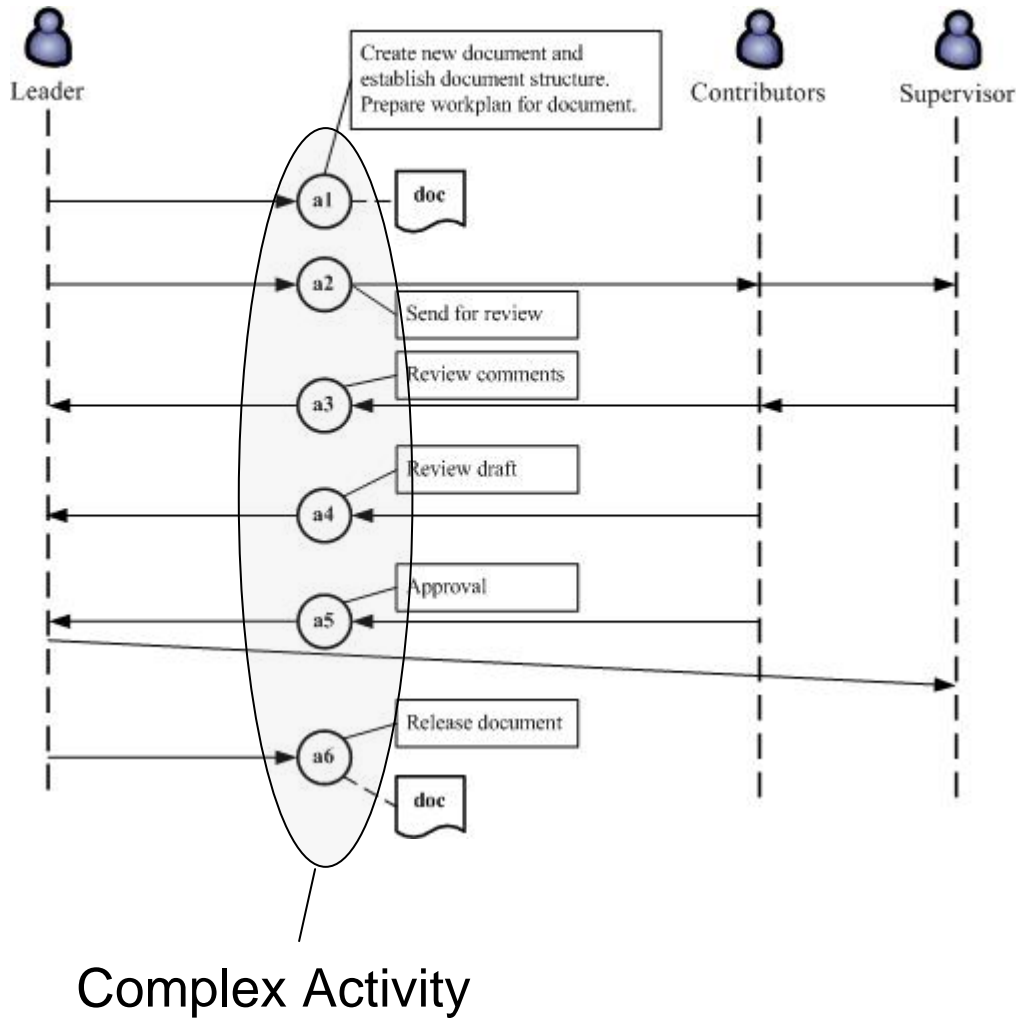 Leader
Contributors
Supervisor
Create new document and
establish document structure.
Prepare workplan for document.
a1
doc
a2
Send for review
Review comments
a3
Review draft
a4
Approval
a5
Release document
a6
doc
Complex Activity